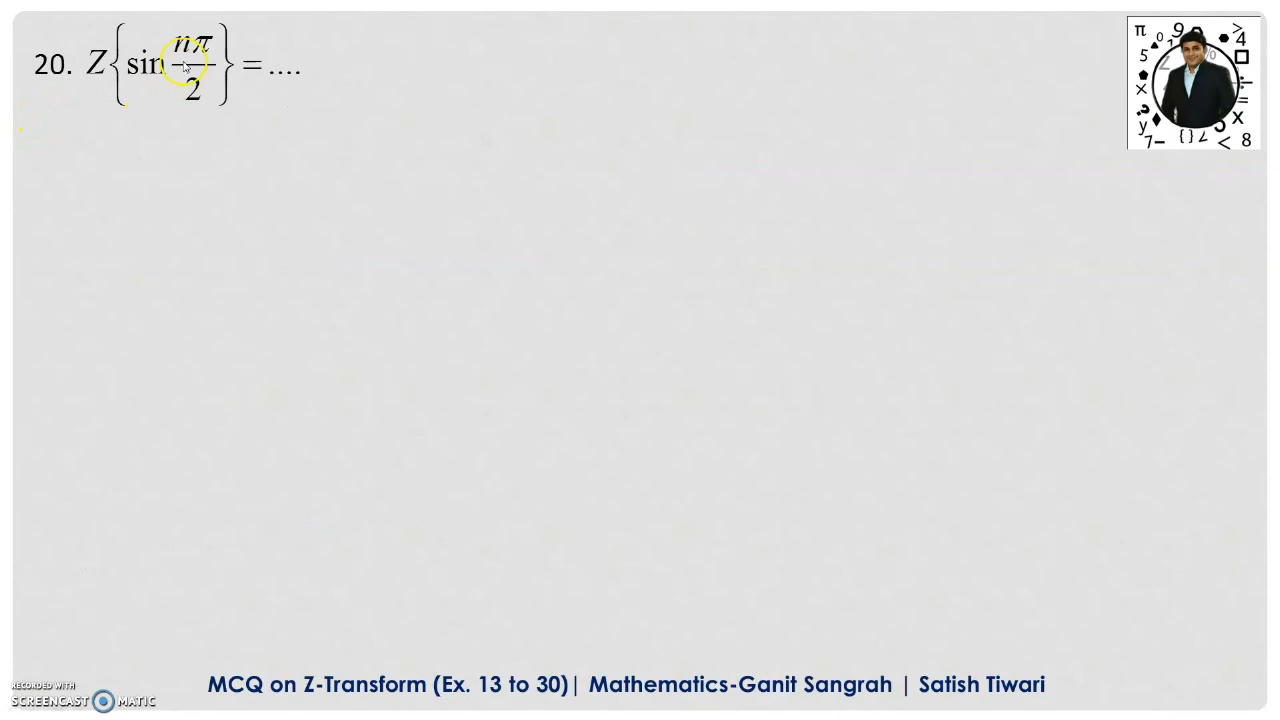 20. Z{sin nπ/2} = ....
MCQ on Z-Transform (Ex. 13 to 30)| Mathematics-Ganit Sangrah | Satish Tiwari
RECORDED WITH
SCREENCAST MATIC